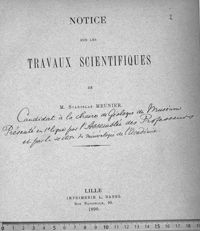 NOTICE
SUR LES
TRAVAUX SCIENTIFIQUES
DE
M. STANISLAS MEUNIER,
Candidat à la chaire de Géologie du Muséum
Présenté en 1e ligne par l'Assemblée des Professeurs
et par la section de minéralogie de l'Académie
LILLE
IMPRIMERIE L. DANEL
1890.